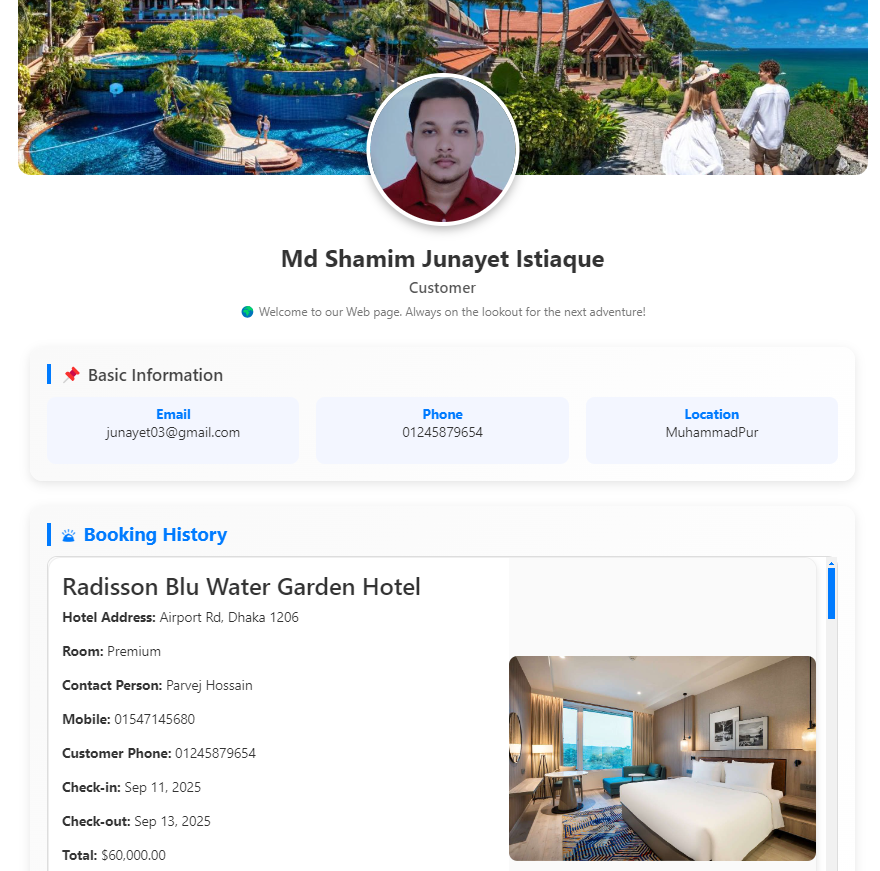 Md Shamim Junayet Istiaque
Customer
Welcome to our Web page. Always on the lookout for the next adventure!
Basic Information
Email
junayet03@gmail.com
Phone
01245879654
Location
MuhammadPur
Booking History
Radisson Blu Water Garden Hotel
Hotel Address: Airport Rd, Dhaka 1206
Room: Premium
Contact Person: Parvej Hossain
Mobile: 01547145680
Customer Phone: 01245879654
Check-in: Sep 11, 2025
Check-out: Sep 13, 2025
Total: $60,000.00